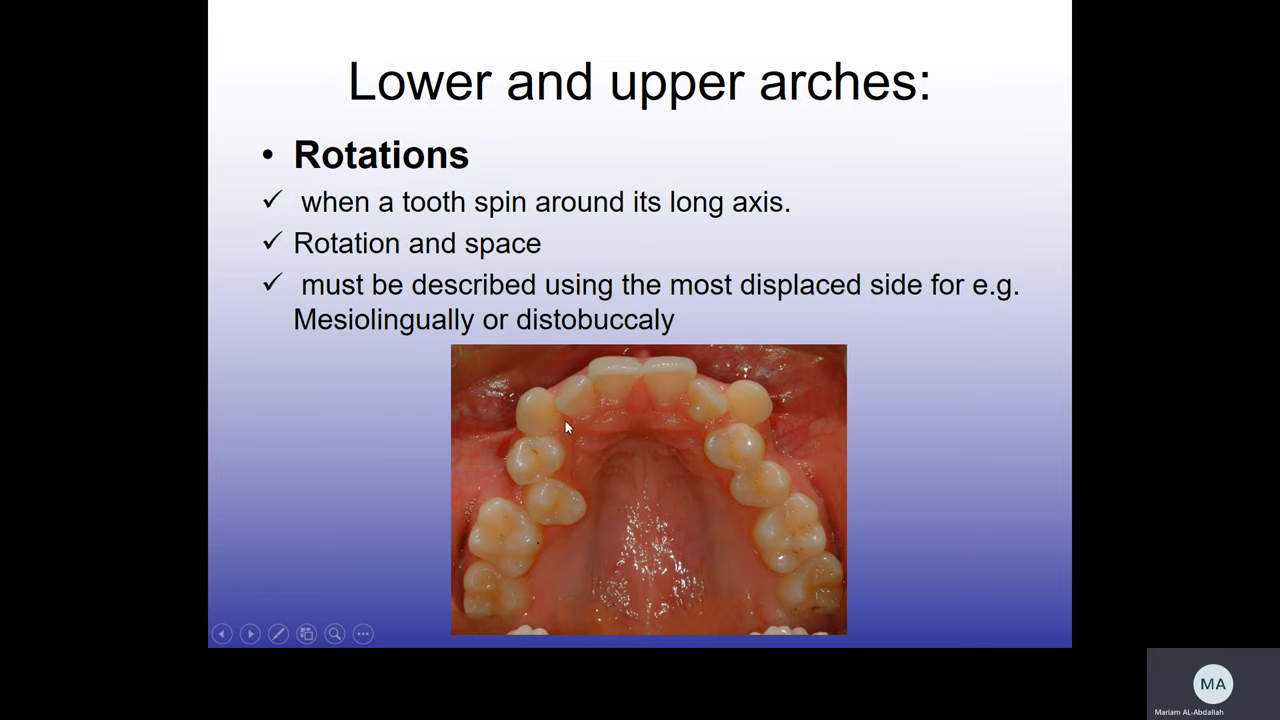 Lower and upper arches:
• Rotations
✓ when a tooth spin around its long axis.
✓ Rotation and space
✓ must be described using the most displaced side for e.g.
Mesiolingually or distobuccaly
MA
Mariam AL-Abdallah